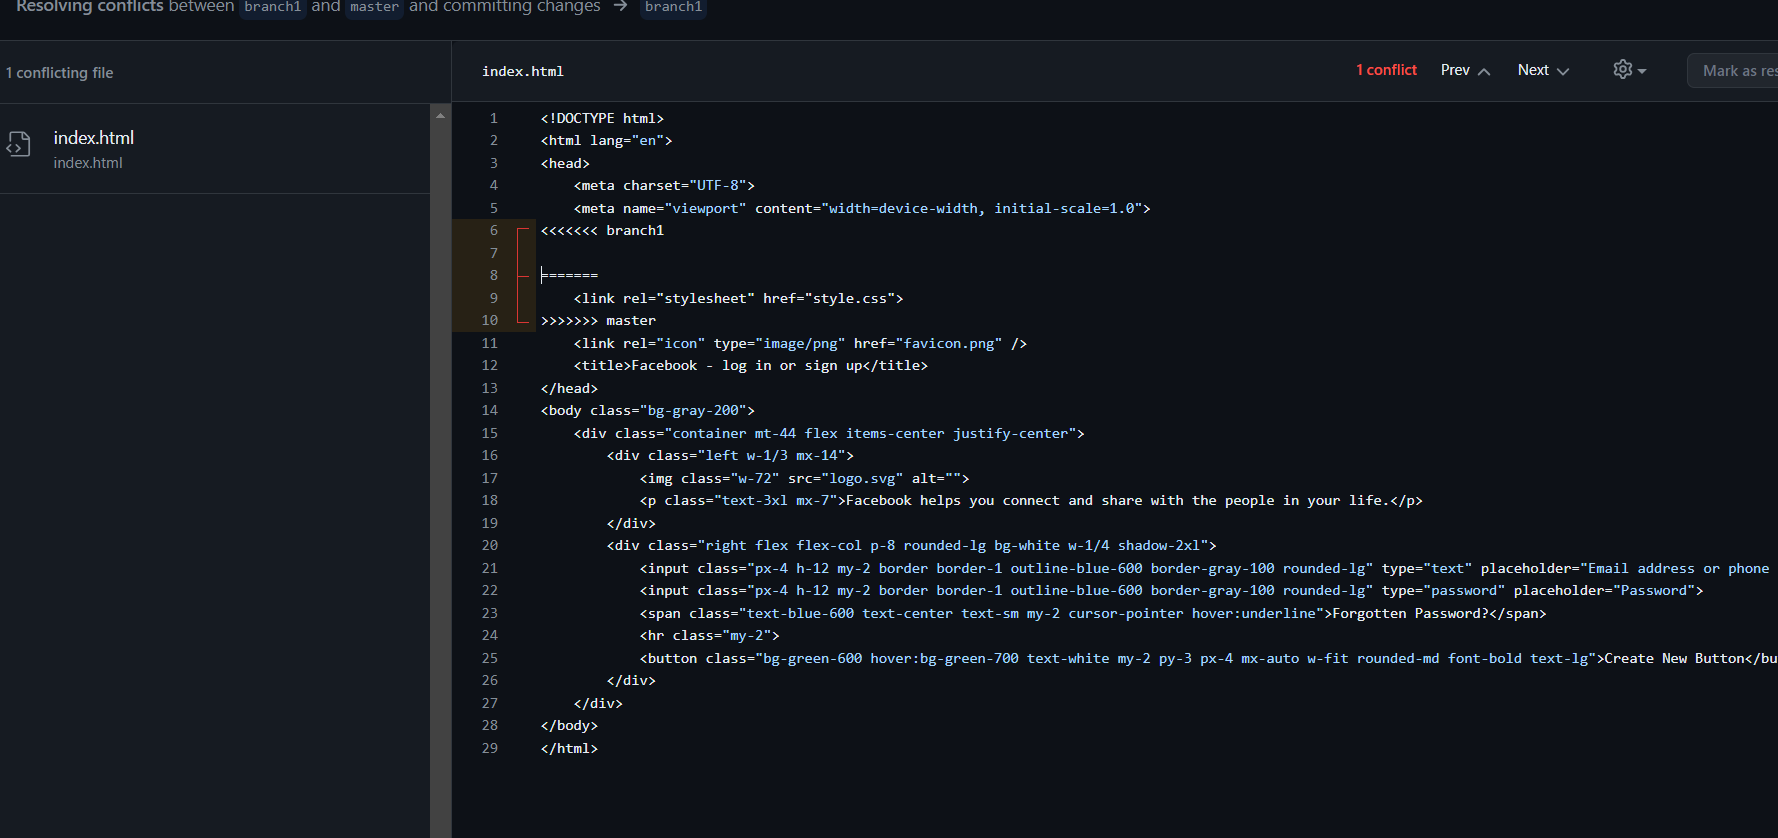 Resolving conflicts between branch1 and master and committing changes → branch1
1 conflicting file
index.html
1 conflict Prev Next Mark as res
index.html
index.html
1 <!DOCTYPE html>
2 <html lang="en">
3 <head>
4     <meta charset="UTF-8">
5     <meta name="viewport" content="width=device-width, initial-scale=1.0">
6 <<<<<<< branch1
7
8 =======
9     <link rel="stylesheet" href="style.css">
10 >>>>>>> master
11     <link rel="icon" type="image/png" href="favicon.png" />
12     <title>Facebook - log in or sign up</title>
13 </head>
14 <body class="bg-gray-200">
15     <div class="container mt-44 flex items-center justify-center">
16         <div class="left w-1/3 mx-14">
17             <img class="w-72" src="logo.svg" alt="">
18             <p class="text-3xl mx-7">Facebook helps you connect and share with the people in your life.</p>
19         </div>
20         <div class="right flex flex-col p-8 rounded-lg bg-white w-1/4 shadow-2xl">
21             <input class="px-4 h-12 my-2 border border-1 outline-blue-600 border-gray-100 rounded-lg" type="text" placeholder="Email address or phone
22             <input class="px-4 h-12 my-2 border border-1 outline-blue-600 border-gray-100 rounded-lg" type="password" placeholder="Password">
23             <span class="text-blue-600 text-center text-sm my-2 cursor-pointer hover:underline">Forgotten Password?</span>
24             <hr class="my-2">
25             <button class="bg-green-600 hover:bg-green-700 text-white my-2 py-3 px-4 mx-auto w-fit rounded-md font-bold text-lg">Create New Button</bu
26         </div>
27     </div>
28 </body>
29 </html>